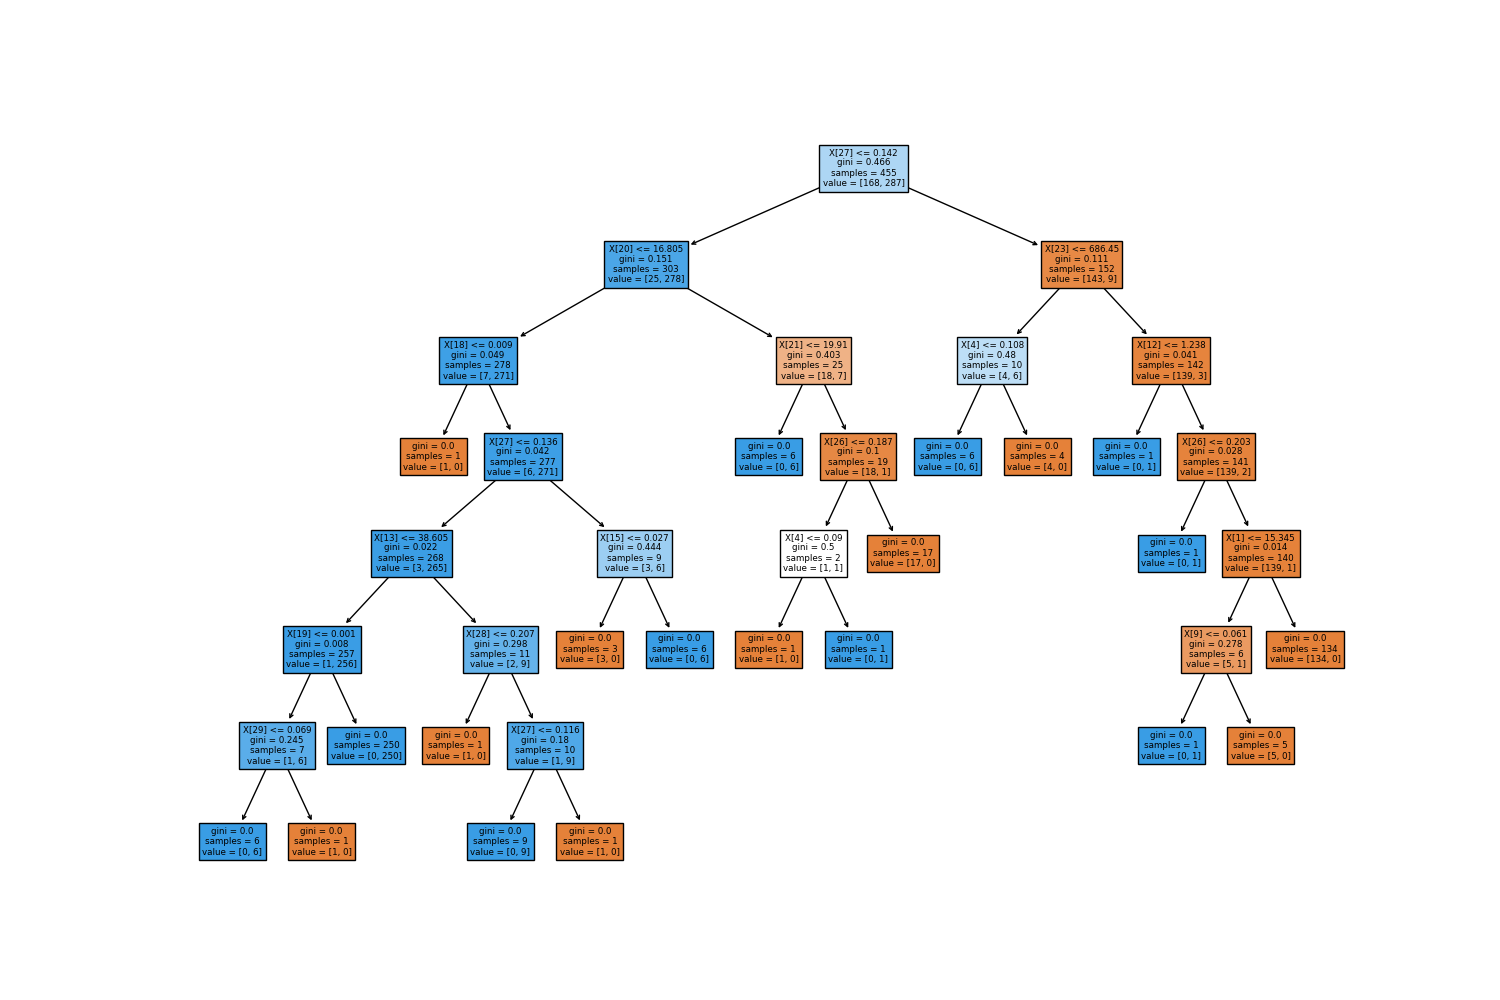 X[27] <= 0.142
gini = 0.466
samples = 455
value = [168, 287]
X[20] <= 16.805
gini = 0.151
samples = 303
value = [25, 278]
X[23] <= 686.45
gini = 0.111
samples = 152
value = [143, 9]
X[18] <= 0.009
gini = 0.049
samples = 278
value = [7, 271]
X[21] <= 19.91
gini = 0.403
samples = 25
value = [18, 7]
X[4] <= 0.108
gini = 0.48
samples = 10
value = [4, 6]
X[12] <= 1.238
gini = 0.041
samples = 142
value = [139, 3]
gini = 0.0
samples = 1
value = [1, 0]
X[27] <= 0.136
gini = 0.042
samples = 277
value = [6, 271]
gini = 0.0
samples = 6
value = [0, 6]
X[26] <= 0.187
gini = 0.1
samples = 19
value = [18, 1]
gini = 0.0
samples = 6
value = [0, 6]
gini = 0.0
samples = 4
value = [4, 0]
gini = 0.0
samples = 1
value = [0, 1]
X[26] <= 0.203
gini = 0.028
samples = 141
value = [139, 2]
X[13] <= 38.605
gini = 0.022
samples = 268
value = [3, 265]
X[15] <= 0.027
gini = 0.444
samples = 9
value = [3, 6]
X[4] <= 0.09
gini = 0.5
samples = 2
value = [1, 1]
gini = 0.0
samples = 17
value = [17, 0]
gini = 0.0
samples = 1
value = [0, 1]
X[1] <= 15.345
gini = 0.014
samples = 140
value = [139, 1]
X[19] <= 0.001
gini = 0.008
samples = 257
value = [1, 256]
X[28] <= 0.207
gini = 0.298
samples = 11
value = [2, 9]
gini = 0.0
samples = 3
value = [3, 0]
gini = 0.0
samples = 6
value = [0, 6]
gini = 0.0
samples = 1
value = [1, 0]
gini = 0.0
samples = 1
value = [0, 1]
X[9] <= 0.061
gini = 0.278
samples = 6
value = [5, 1]
gini = 0.0
samples = 134
value = [134, 0]
X[29] <= 0.069
gini = 0.245
samples = 7
value = [1, 6]
gini = 0.0
samples = 250
value = [0, 250]
gini = 0.0
samples = 1
value = [1, 0]
X[27] <= 0.116
gini = 0.18
samples = 10
value = [1, 9]
gini = 0.0
samples = 1
value = [0, 1]
gini = 0.0
samples = 5
value = [5, 0]
gini = 0.0
samples = 6
value = [0, 6]
gini = 0.0
samples = 1
value = [1, 0]
gini = 0.0
samples = 9
value = [0, 9]
gini = 0.0
samples = 1
value = [1, 0]